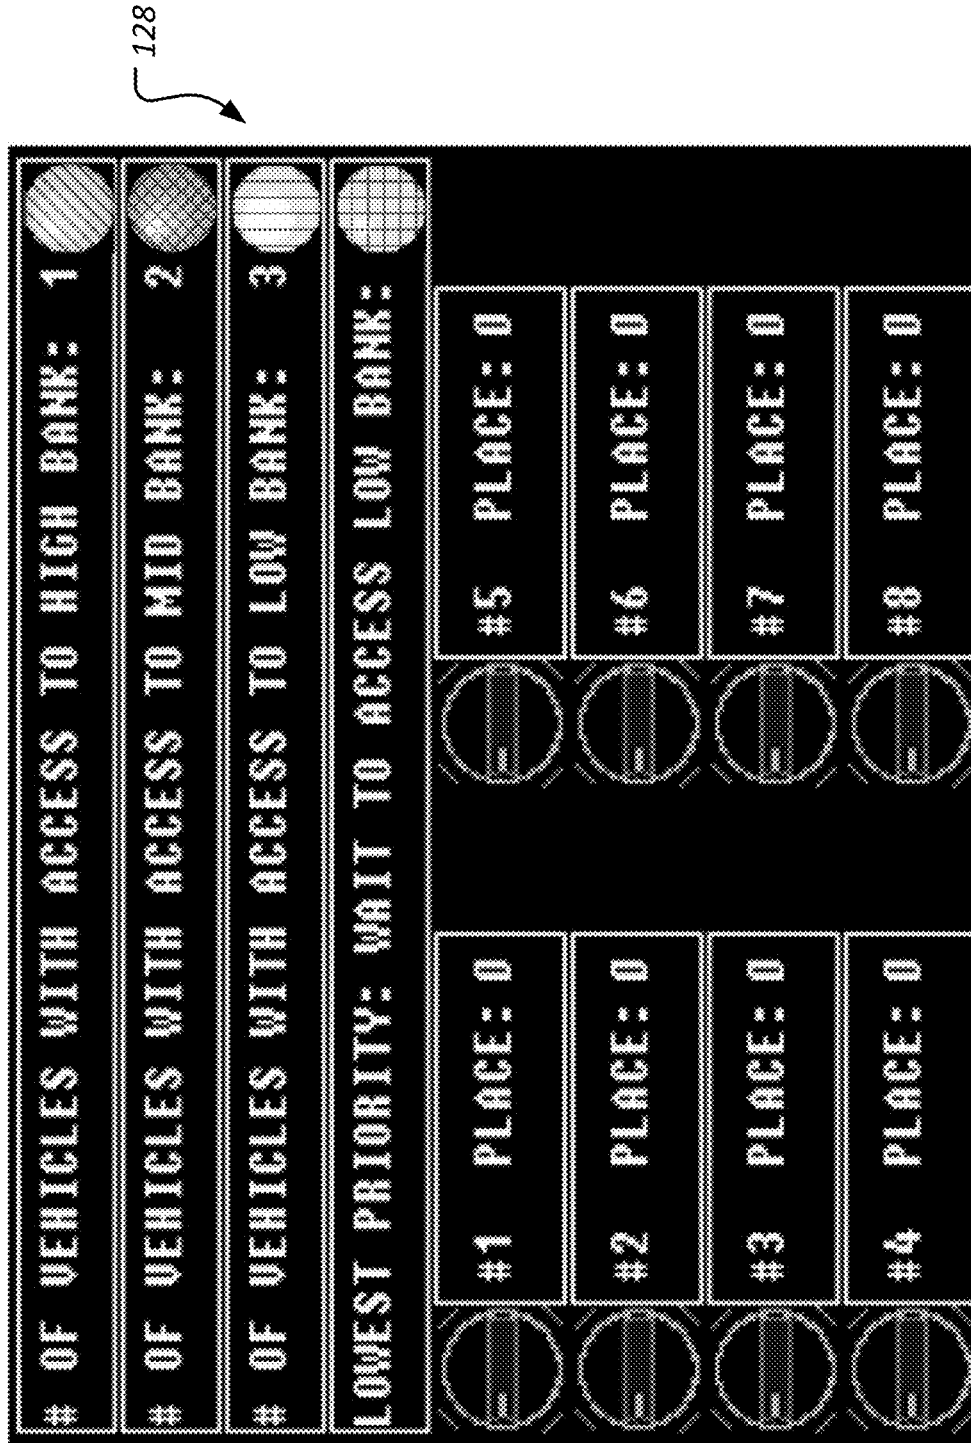 128
# OF VEHICLES WITH ACCESS TO HIGH BANK: 1
# OF VEHICLES WITH ACCESS TO MID BANK: 2
# OF VEHICLES WITH ACCESS TO LOW BANK: 3
LOWEST PRIORITY: WAIT TO ACCESS LOW BANK:
#1 PLACE: 0 #5 PLACE: 0
#2 PLACE: 0 #6 PLACE: 0
#3 PLACE: 0 #7 PLACE: 0
#4 PLACE: 0 #8 PLACE: 0